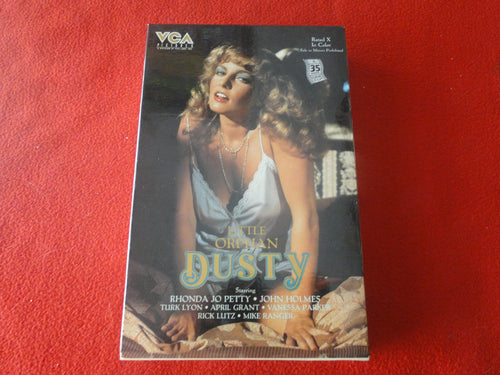 VCA
PICTURES
Rated X
In Color
Sale to Minors Prohibited
35
LITTLE
ORPHAN
DUSTY
Starring
RHONDA JO PETTY • JOHN HOLMES
TURK LYON • APRIL GRANT • VANESSA PARKER
RICK LUTZ • MIKE RANGER